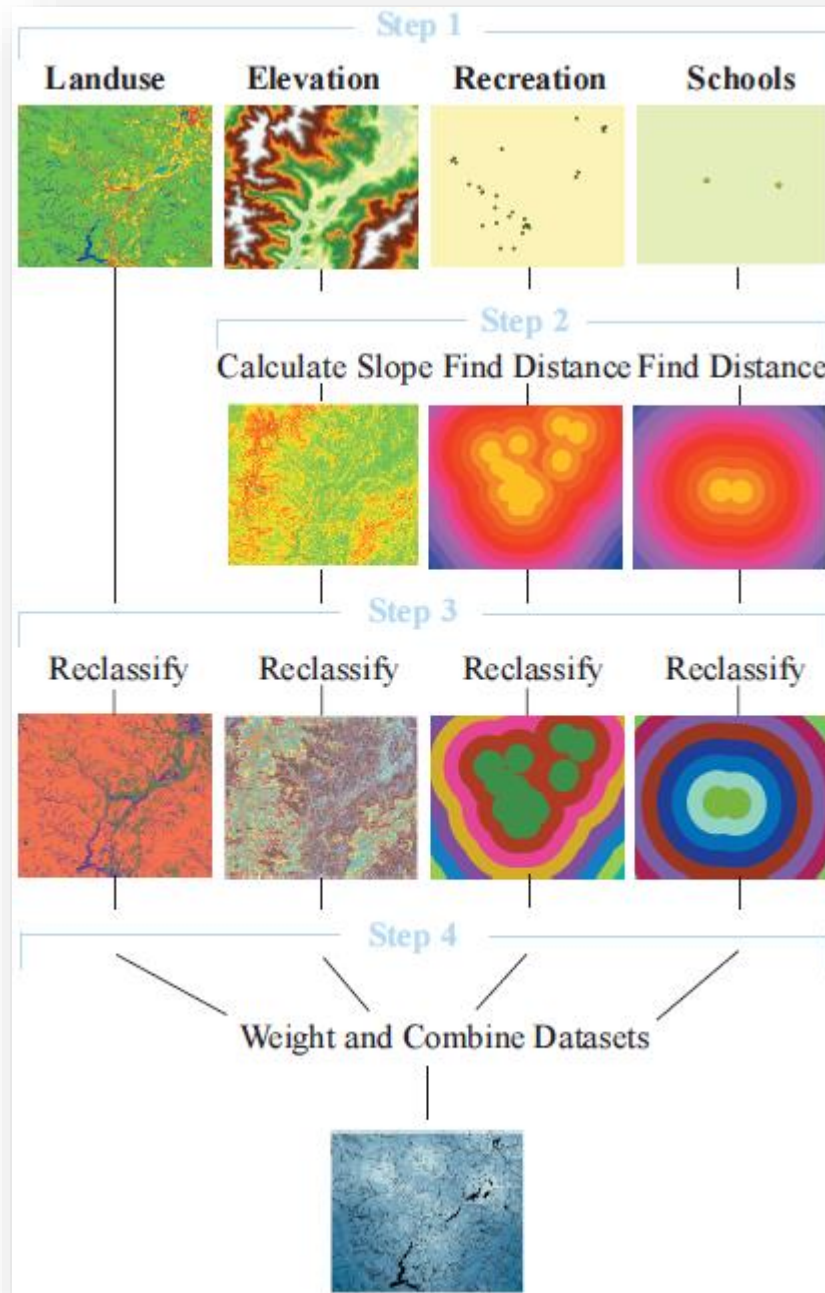 Step 1
Landuse Elevation Recreation Schools
Step 2
Calculate Slope Find Distance Find Distance
Step 3
Reclassify Reclassify Reclassify Reclassify
Step 4
Weight and Combine Datasets